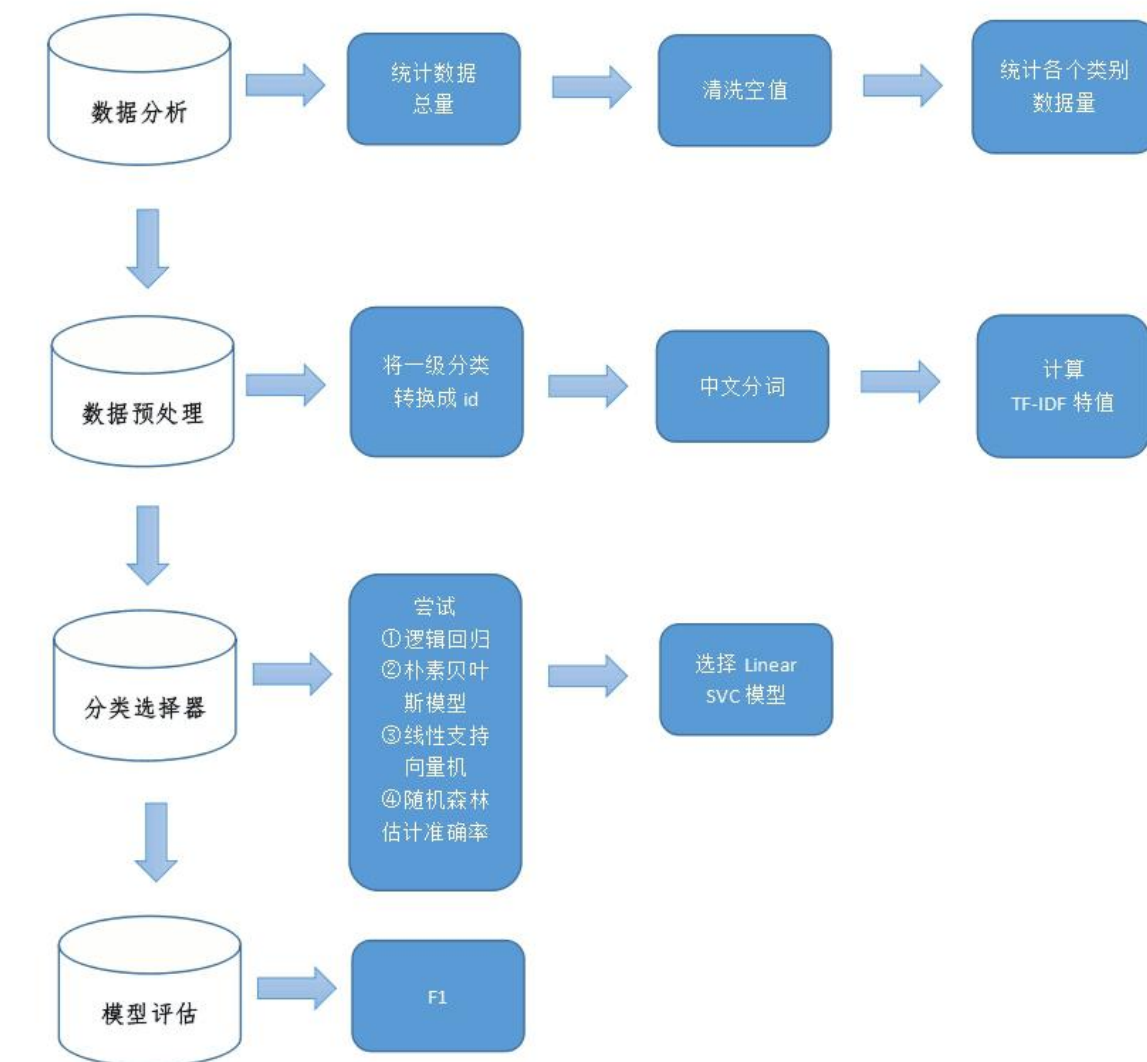 数据分析
统计数据
总量
清洗空值
统计各个类别
数据量
数据预处理
将一级分类
转换成 id
中文分词
计算
TF-IDF 特值
分类选择器
尝试
①逻辑回归
②朴素贝叶
斯模型
③线性支持
向量机
④随机森林
估计准确率
选择 Linear
SVC 模型
模型评估
F1